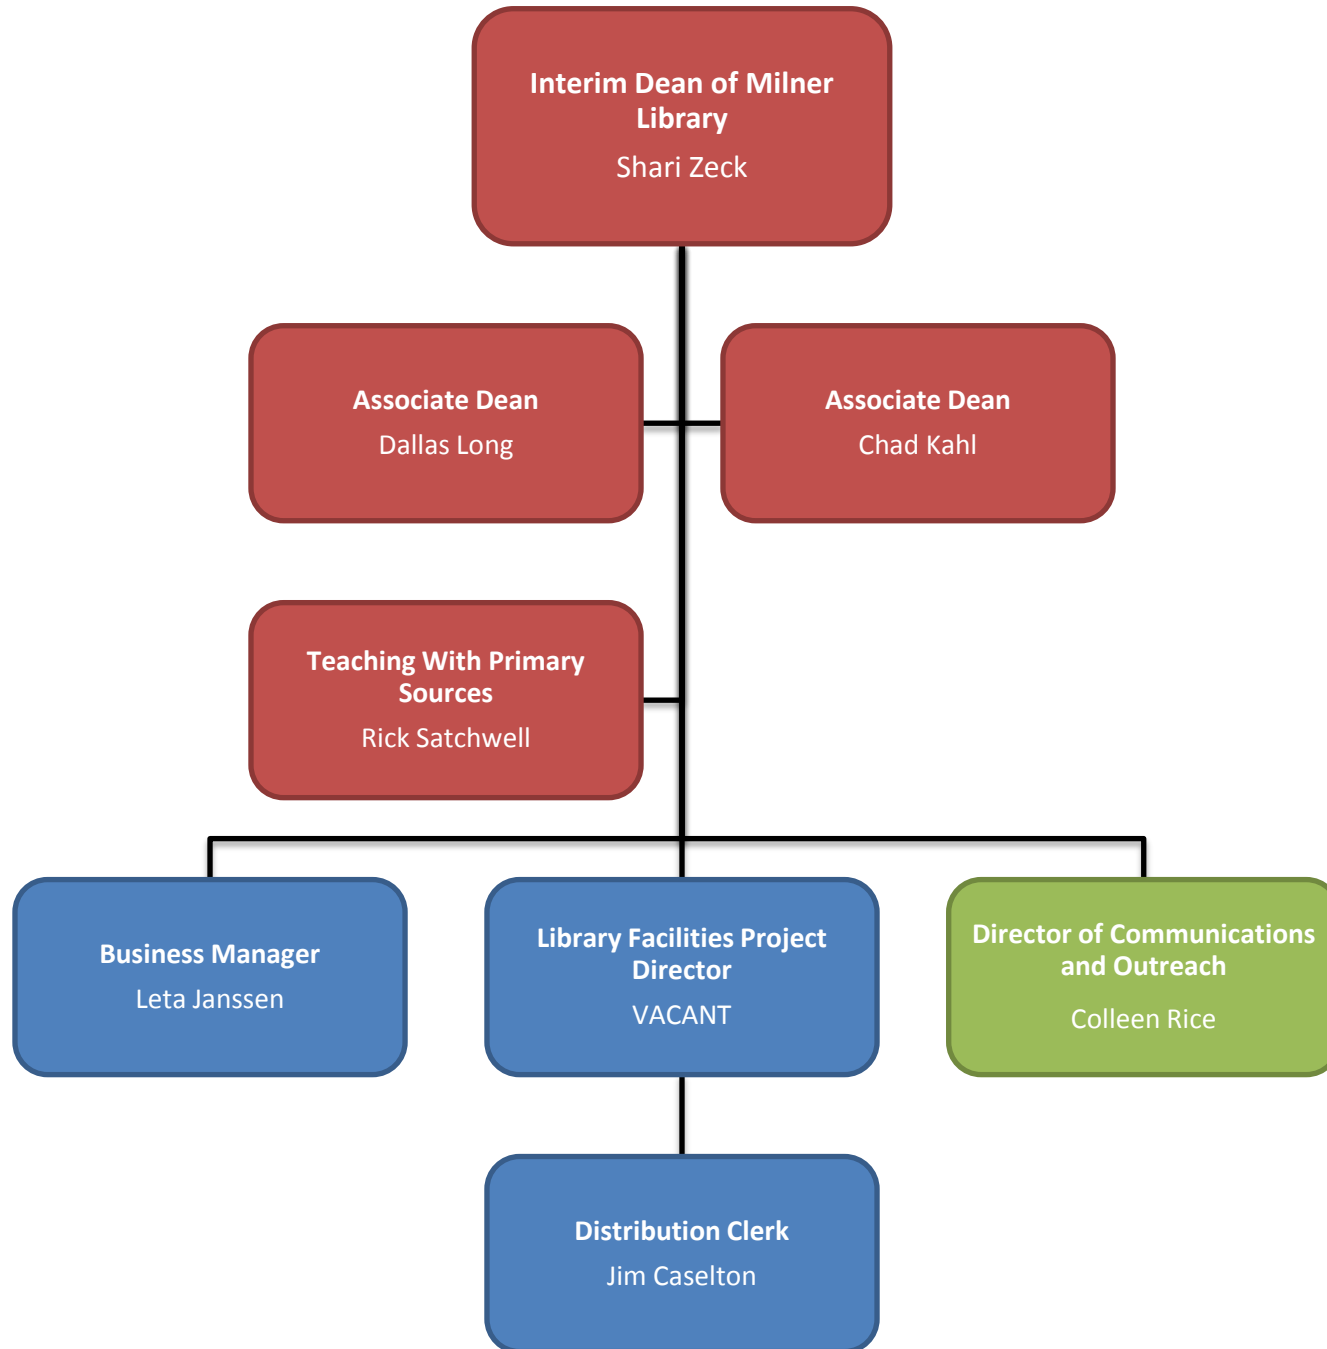 Interim Dean of Milner
Library
Shari Zeck
Associate Dean
Dallas Long
Associate Dean
Chad Kahl
Teaching With Primary
Sources
Rick Satchwell
Business Manager
Leta Janssen
Library Facilities Project
Director
VACANT
Director of Communications
and Outreach
Colleen Rice
Distribution Clerk
Jim Caselton